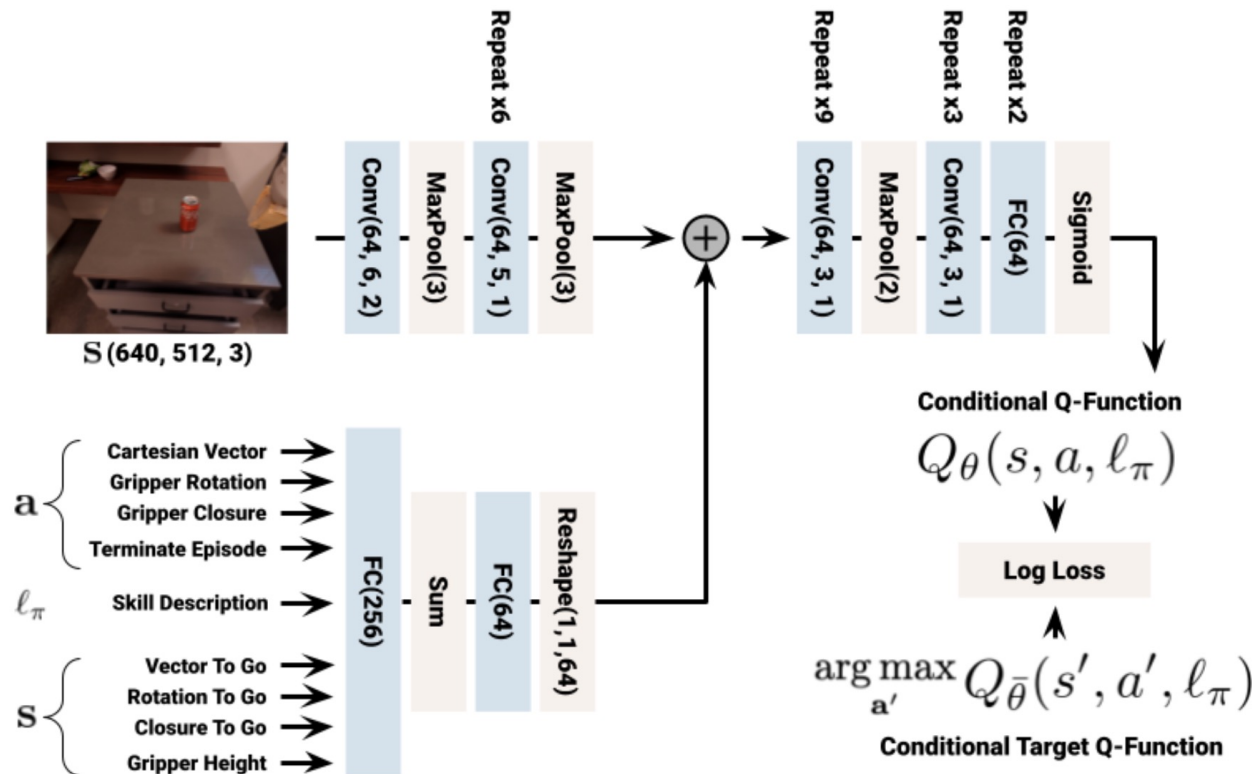 Repeat x6
Repeat x9
Repeat x3
Repeat x2
Conv(64, 6, 2)
MaxPool(3)
Conv(64, 5, 1)
MaxPool(3)
+
Conv(64, 3, 1)
MaxPool(2)
Conv(64, 3, 1)
FC(64)
Sigmoid
S (640, 512, 3)
a
Cartesian Vector
Gripper Rotation
Gripper Closure
Terminate Episode
ℓπ
Skill Description
s
Vector To Go
Rotation To Go
Closure To Go
Gripper Height
FC(256)
Sum
FC(64)
Reshape(1,1,64)
Conditional Q-Function
Qθ(s, a, ℓπ)
Log Loss
arg max Qθ̄(s′, a′, ℓπ)
a′
Conditional Target Q-Function